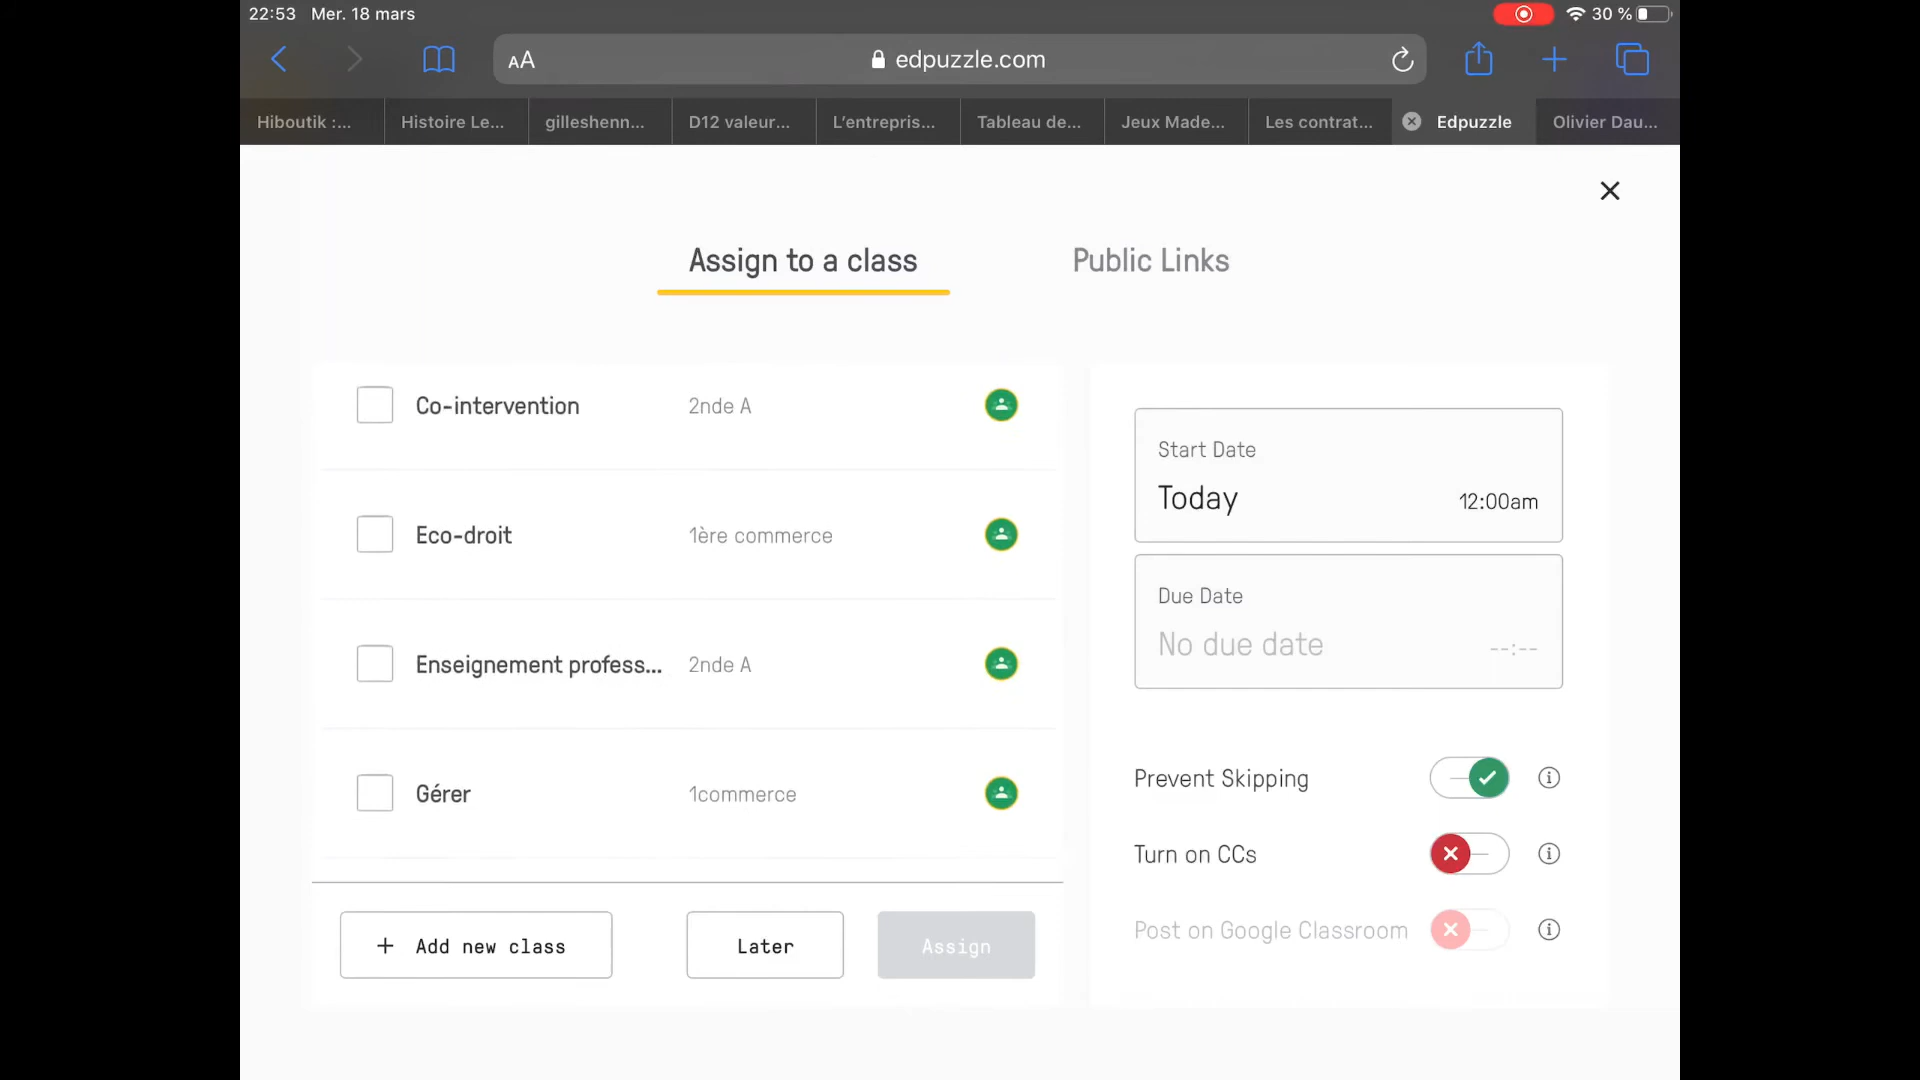 22:53 Mer. 18 mars 30 %
AA edpuzzle.com
Hiboutik :... Histoire Le... gilleshenn... D12 valeur... L'entrepris... Tableau de... Jeux Made... Les contrat... Edpuzzle Olivier Dau...
Assign to a class Public Links
Co-intervention 2nde A
Eco-droit 1ère commerce
Enseignement profess... 2nde A
Gérer 1commerce
+ Add new class Later Assign
Start Date
Today 12:00am
Due Date
No due date --:--
Prevent Skipping
Turn on CCs
Post on Google Classroom